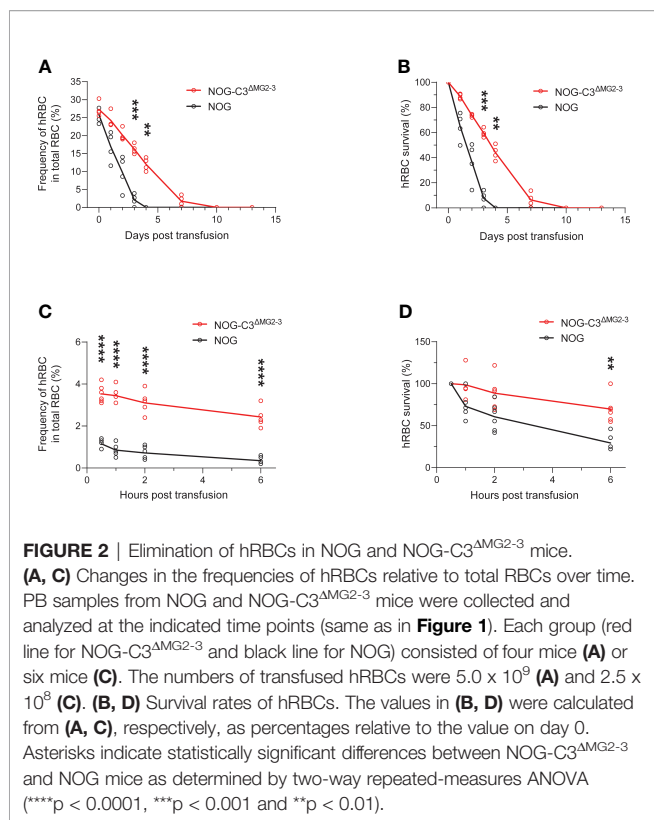 A
B
Frequency of hRBC
in total RBC (%)
35
30
25
20
15
10
5
0
0
5
10
15
Days post transfusion
NOG-C3ΔMG2-3
NOG
***
**
hRBC survival (%)
100
80
60
40
20
0
0
5
10
15
Days post transfusion
NOG-C3ΔMG2-3
NOG
***
**
C
D
Frequency of hRBC
in total RBC (%)
6
4
2
0
0
2
4
6
Hours post transfusion
NOG-C3ΔMG2-3
NOG
****
****
****
****
hRBC survival (%)
150
100
50
0
0
2
4
6
Hours post transfusion
NOG-C3ΔMG2-3
NOG
**
FIGURE 2 | Elimination of hRBCs in NOG and NOG-C3ΔMG2-3 mice.
(A, C) Changes in the frequencies of hRBCs relative to total RBCs over time.
PB samples from NOG and NOG-C3ΔMG2-3 mice were collected and
analyzed at the indicated time points (same as in Figure 1). Each group (red
line for NOG-C3ΔMG2-3 and black line for NOG) consisted of four mice (A) or
six mice (C). The numbers of transfused hRBCs were 5.0 x 10⁹ (A) and 2.5 x
10⁸ (C). (B, D) Survival rates of hRBCs. The values in (B, D) were calculated
from (A, C), respectively, as percentages relative to the value on day 0.
Asterisks indicate statistically significant differences between NOG-C3ΔMG2-3
and NOG mice as determined by two-way repeated-measures ANOVA
(****p < 0.0001, ***p < 0.001 and **p < 0.01).